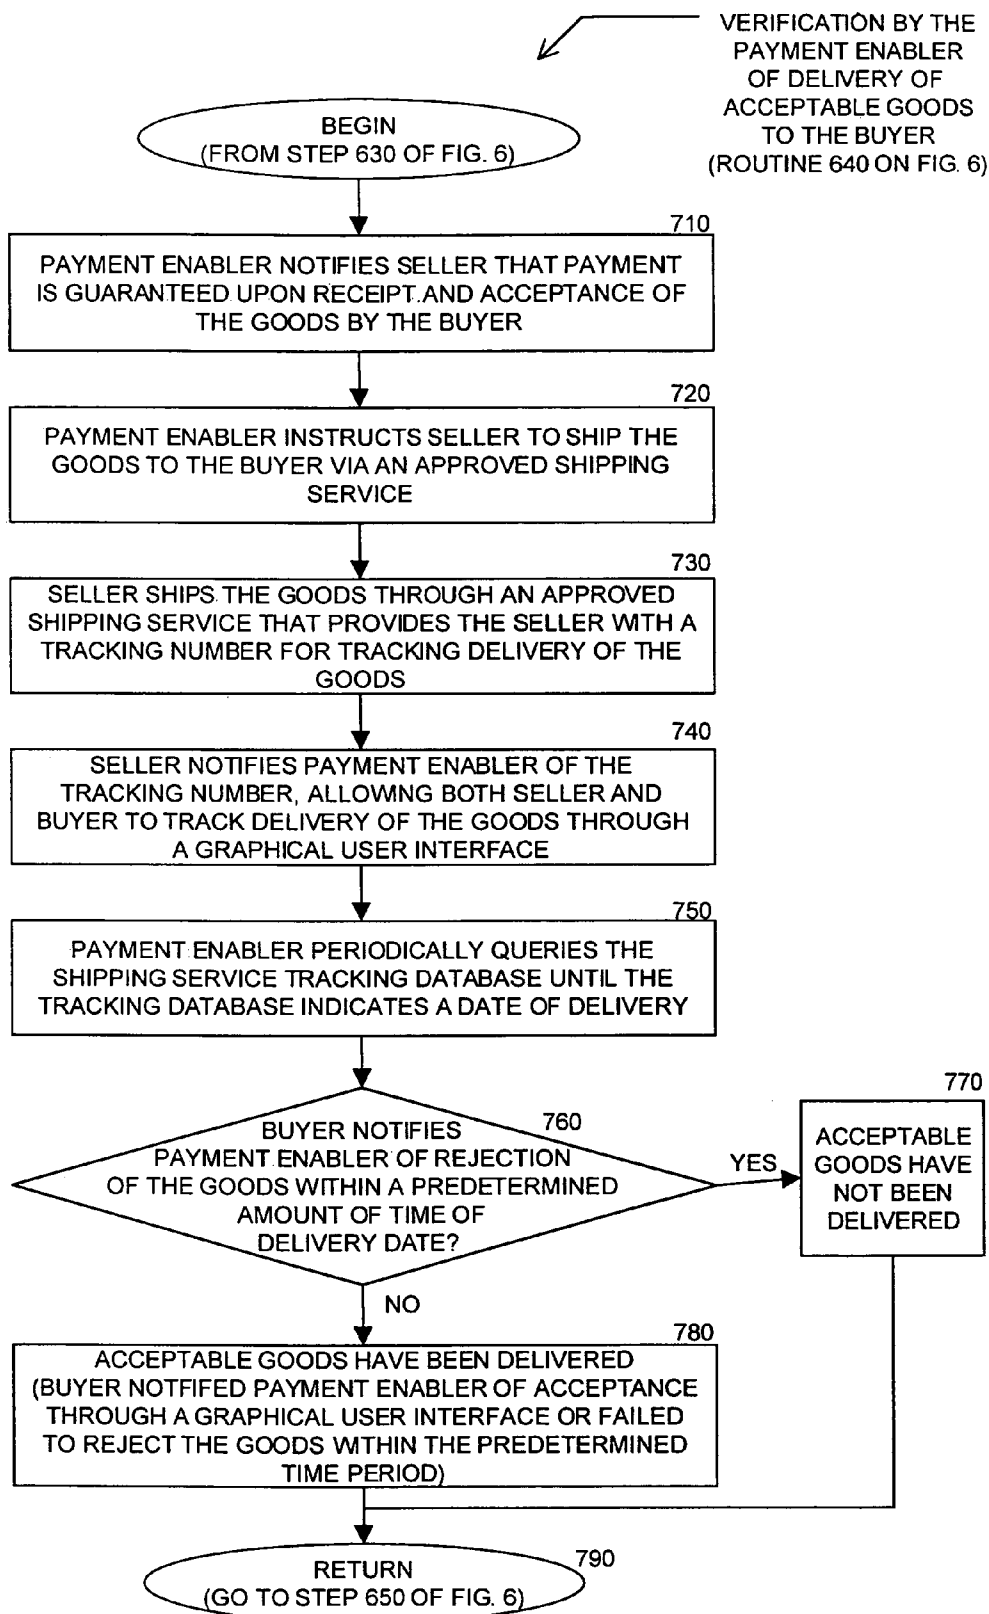 VERIFICATION BY THE
PAYMENT ENABLER
OF DELIVERY OF
ACCEPTABLE GOODS
TO THE BUYER
(ROUTINE 640 ON FIG. 6)
BEGIN
(FROM STEP 630 OF FIG. 6)
710
PAYMENT ENABLER NOTIFIES SELLER THAT PAYMENT
IS GUARANTEED UPON RECEIPT AND ACCEPTANCE OF
THE GOODS BY THE BUYER
720
PAYMENT ENABLER INSTRUCTS SELLER TO SHIP THE
GOODS TO THE BUYER VIA AN APPROVED SHIPPING
SERVICE
730
SELLER SHIPS THE GOODS THROUGH AN APPROVED
SHIPPING SERVICE THAT PROVIDES THE SELLER WITH A
TRACKING NUMBER FOR TRACKING DELIVERY OF THE
GOODS
740
SELLER NOTIFIES PAYMENT ENABLER OF THE
TRACKING NUMBER, ALLOWING BOTH SELLER AND
BUYER TO TRACK DELIVERY OF THE GOODS THROUGH
A GRAPHICAL USER INTERFACE
750
PAYMENT ENABLER PERIODICALLY QUERIES THE
SHIPPING SERVICE TRACKING DATABASE UNTIL THE
TRACKING DATABASE INDICATES A DATE OF DELIVERY
760
BUYER NOTIFIES
PAYMENT ENABLER OF REJECTION
OF THE GOODS WITHIN A PREDETERMINED
AMOUNT OF TIME OF
DELIVERY DATE?
YES
770
ACCEPTABLE
GOODS HAVE
NOT BEEN
DELIVERED
NO
780
ACCEPTABLE GOODS HAVE BEEN DELIVERED
(BUYER NOTFIFED PAYMENT ENABLER OF ACCEPTANCE
THROUGH A GRAPHICAL USER INTERFACE OR FAILED
TO REJECT THE GOODS WITHIN THE PREDETERMINED
TIME PERIOD)
790
RETURN
(GO TO STEP 650 OF FIG. 6)